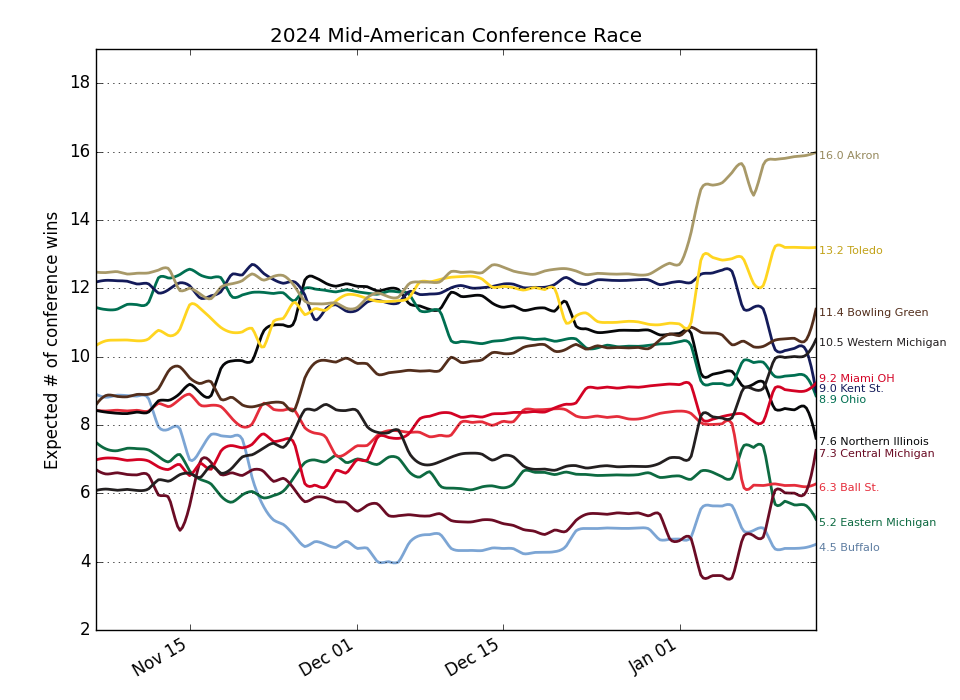 2024 Mid-American Conference Race
Expected # of conference wins
18
16
14
12
10
8
6
4
2
16.0 Akron
13.2 Toledo
11.4 Bowling Green
10.5 Western Michigan
9.2 Miami OH
9.0 Kent St.
8.9 Ohio
7.6 Northern Illinois
7.3 Central Michigan
6.3 Ball St.
5.2 Eastern Michigan
4.5 Buffalo
Nov 15
Dec 01
Dec 15
Jan 01